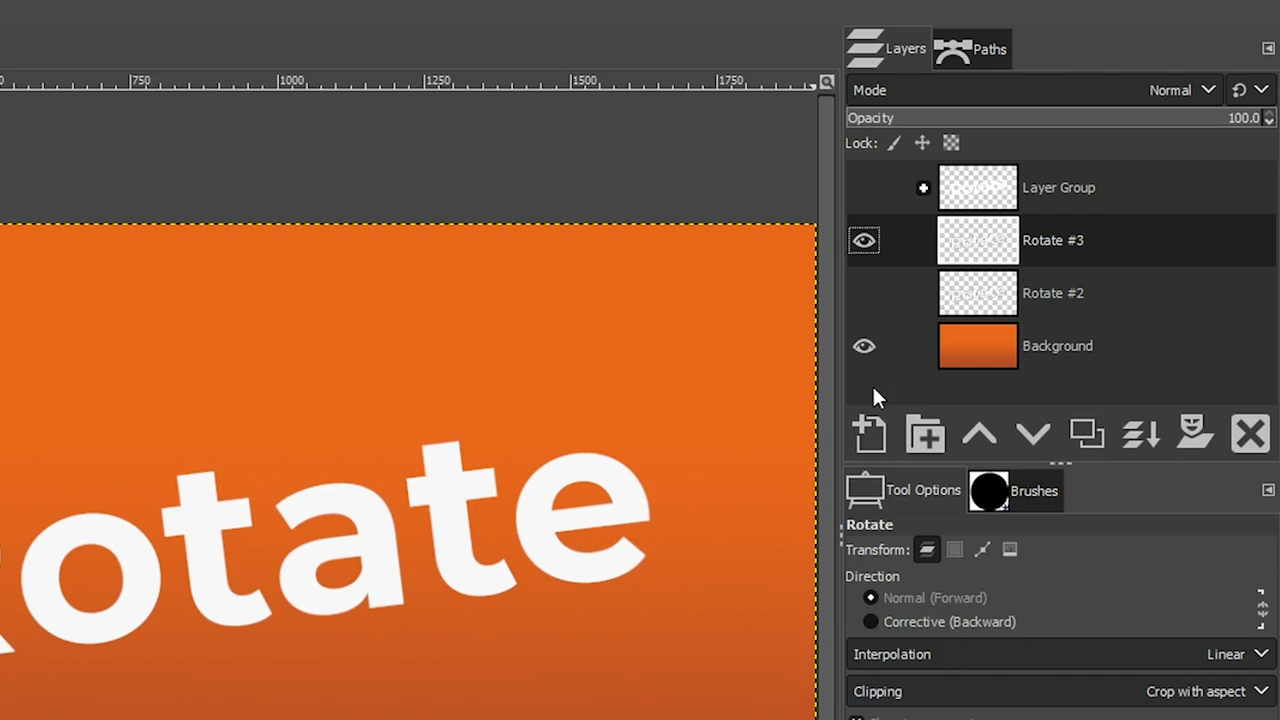 Layers Paths
750 1000 1250 1500 1750
Mode Normal
Opacity 100.0
Lock:
Layer Group
Rotate #3
Rotate #2
Background
Tool Options Brushes
Rotate
Transform:
Direction
Normal (Forward)
Corrective (Backward)
Interpolation Linear
Clipping Crop with aspect
Rotate